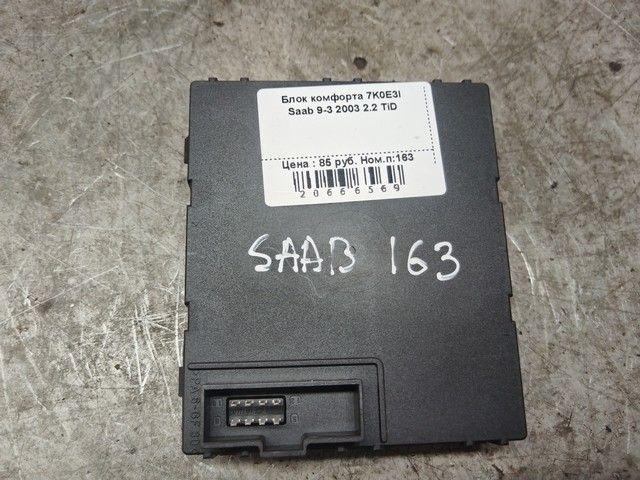 Блок комфорта 7K0E3I
Saab 9-3 2003 2.2 TiD
Цена : 85 руб. Ном.п:163
20666569
SAAB 163